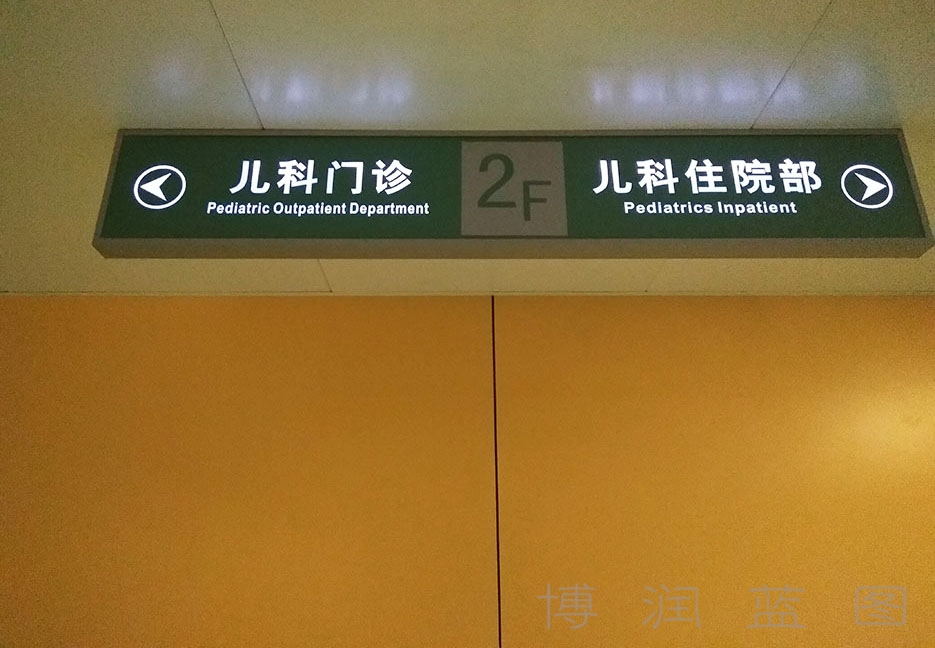 儿科门诊
Pediatric Outpatient Department
2F
儿科住院部
Pediatrics Inpatient
博润蓝图